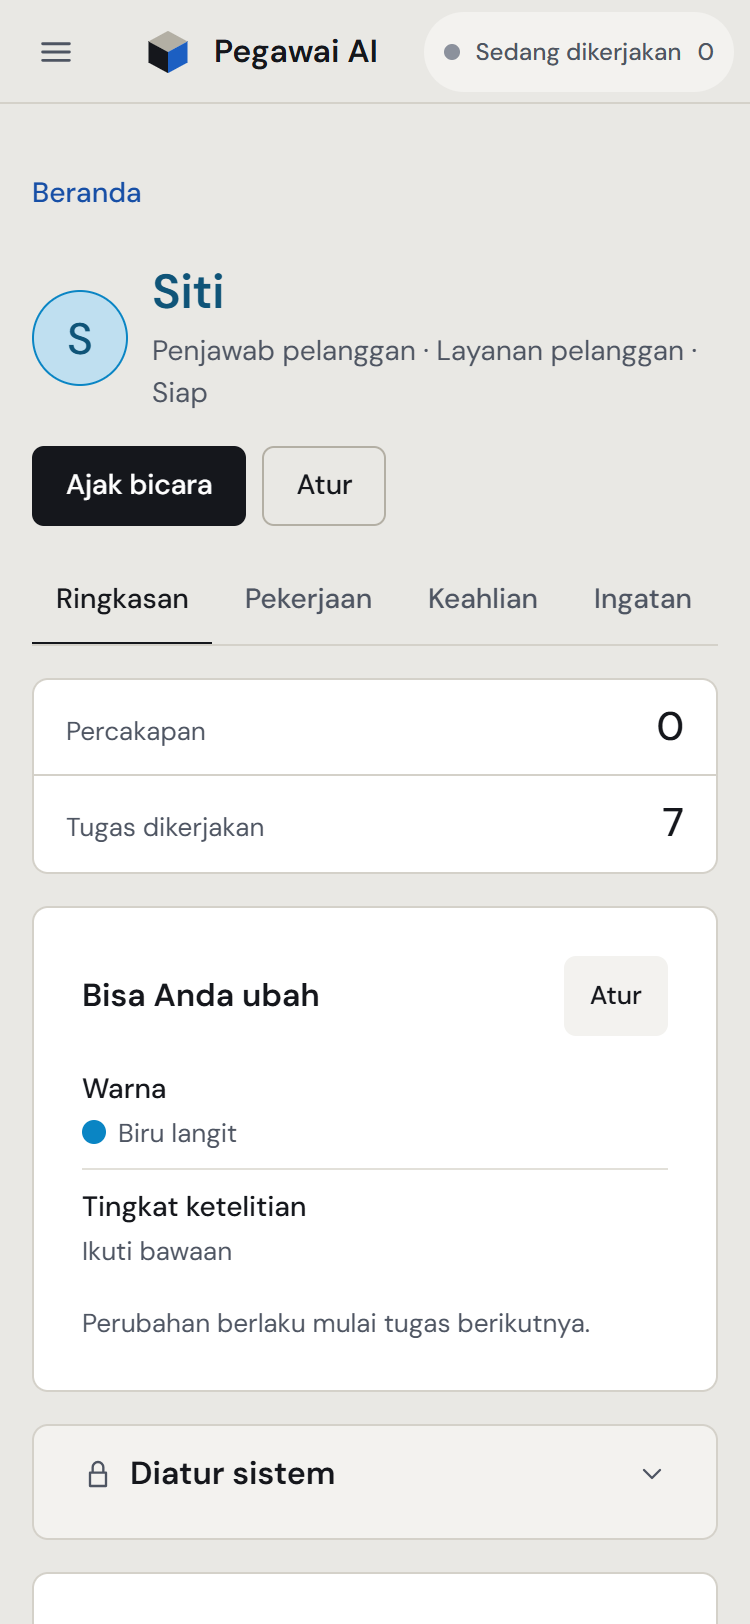 Pegawai AI
Sedang dikerjakan 0
Beranda
S
Siti
Penjawab pelanggan · Layanan pelanggan ·
Siap
Ajak bicara
Atur
Ringkasan
Pekerjaan
Keahlian
Ingatan
Percakapan
0
Tugas dikerjakan
7
Bisa Anda ubah
Atur
Warna
Biru langit
Tingkat ketelitian
Ikuti bawaan
Perubahan berlaku mulai tugas berikutnya.
Diatur sistem